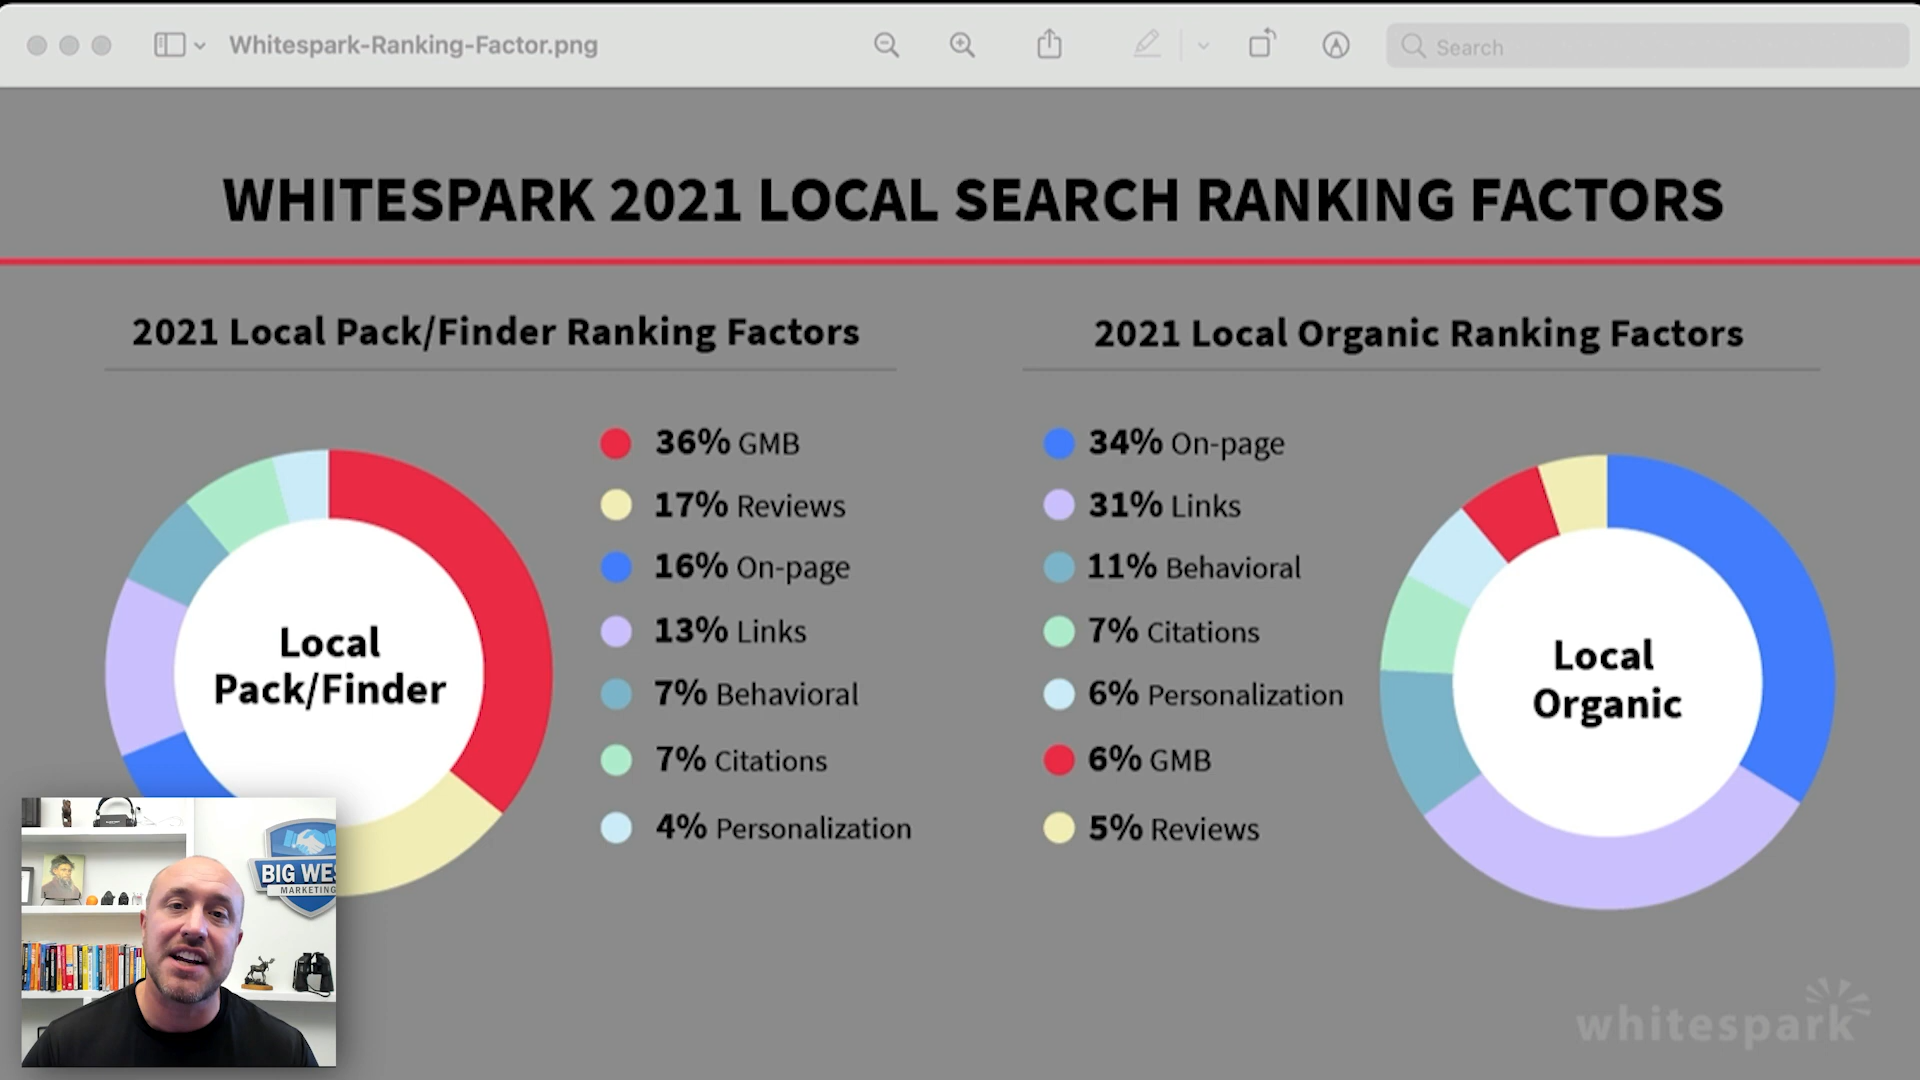 Whitespark-Ranking-Factor.png
Search
WHITESPARK 2021 LOCAL SEARCH RANKING FACTORS
2021 Local Pack/Finder Ranking Factors
36% GMB
17% Reviews
16% On-page
13% Links
7% Behavioral
7% Citations
4% Personalization
Local
Pack/Finder
2021 Local Organic Ranking Factors
34% On-page
31% Links
11% Behavioral
7% Citations
6% Personalization
6% GMB
5% Reviews
Local
Organic
BIG WES
MARKETING
whitespark